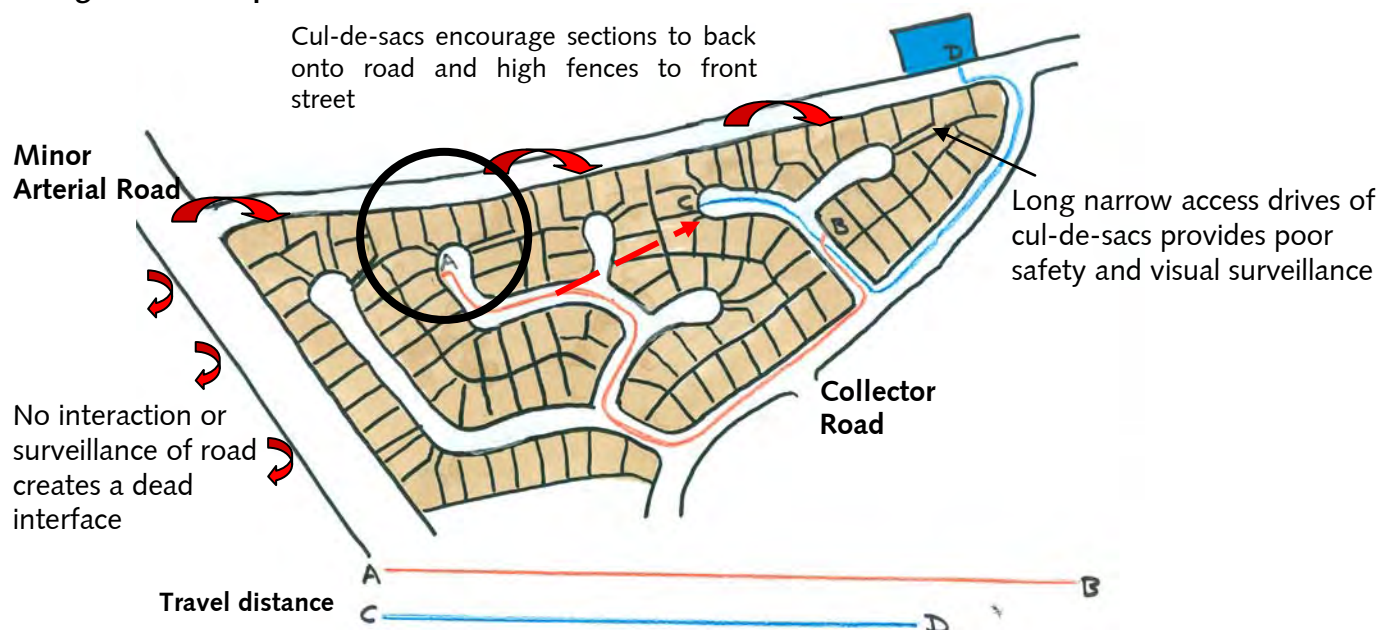 Cul-de-sacs encourage sections to back
onto road and high fences to front
street
D
Minor
Arterial Road
Long narrow access drives of
cul-de-sacs provides poor
safety and visual surveillance
C
B
A
Collector
Road
No interaction or
surveillance of road
creates a dead
interface
A
B
Travel distance
C
D